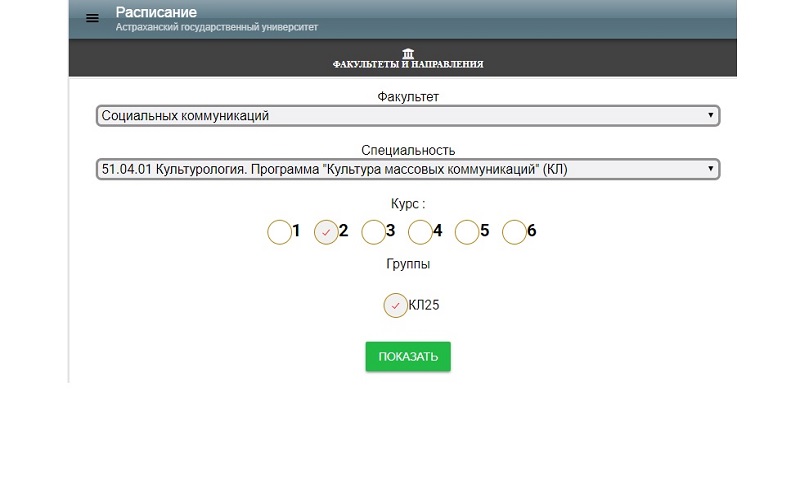 Расписание
Астраханский государственный университет
ФАКУЛЬТЕТЫ И НАПРАВЛЕНИЯ
Факультет
Социальных коммуникаций
Специальность
51.04.01 Культурология. Программа "Культура массовых коммуникаций" (КЛ)
Курс :
1 2 3 4 5 6
Группы
КЛ25
ПОКАЗАТЬ